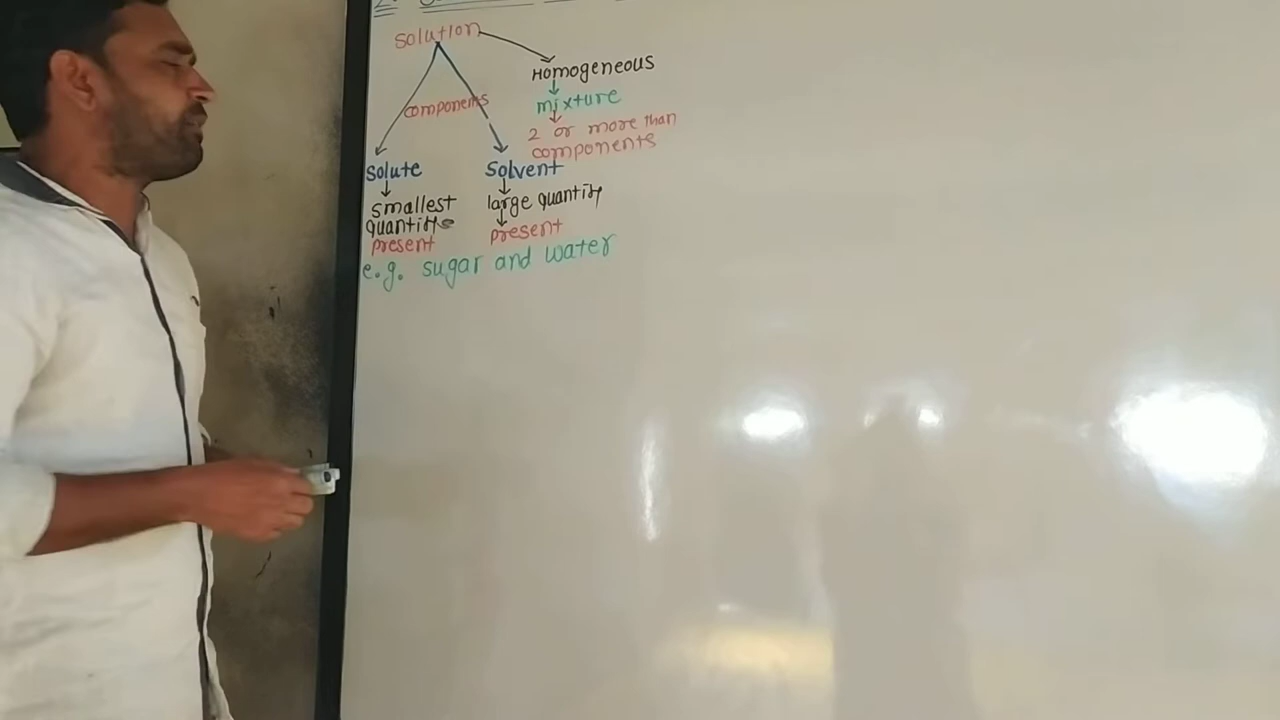 2.
solution
Homogeneous
components
mixture
2 or more than
components
solute
solvent
smallest
quantity
present
large quantity
present
e.g. sugar and water